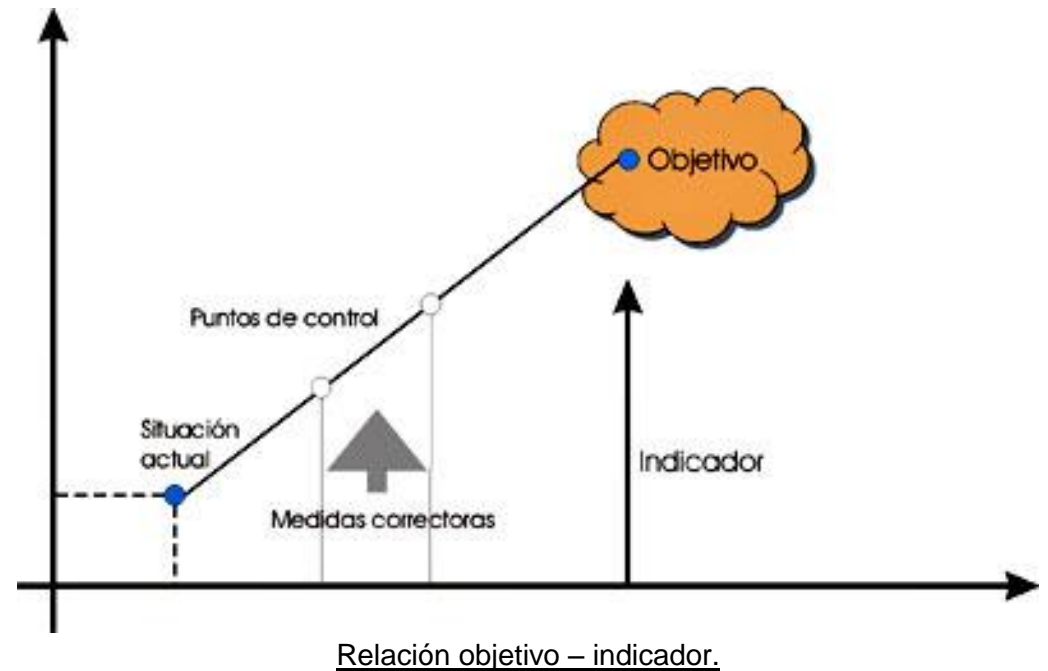 Objetivo
Puntos de control
Situación
actual
Indicador
Medidas correctoras
Relación objetivo – indicador.